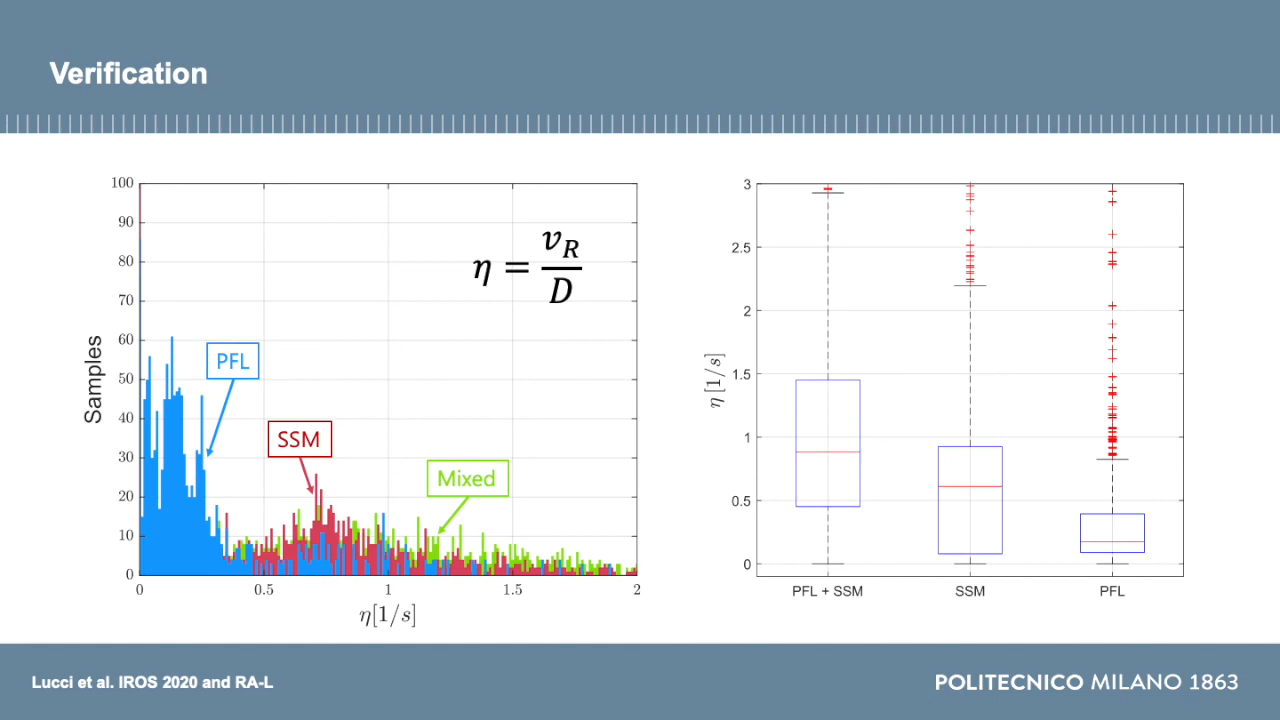 Verification
100
90
80
70
60
50
40
30
20
10
0
Samples
0
0.5
1
1.5
2
η[1/s]
PFL
SSM
Mixed
η = v_R / D
3
2.5
2
1.5
1
0.5
0
η [1/s]
PFL + SSM
SSM
PFL
Lucci et al. IROS 2020 and RA-L
POLITECNICO MILANO 1863